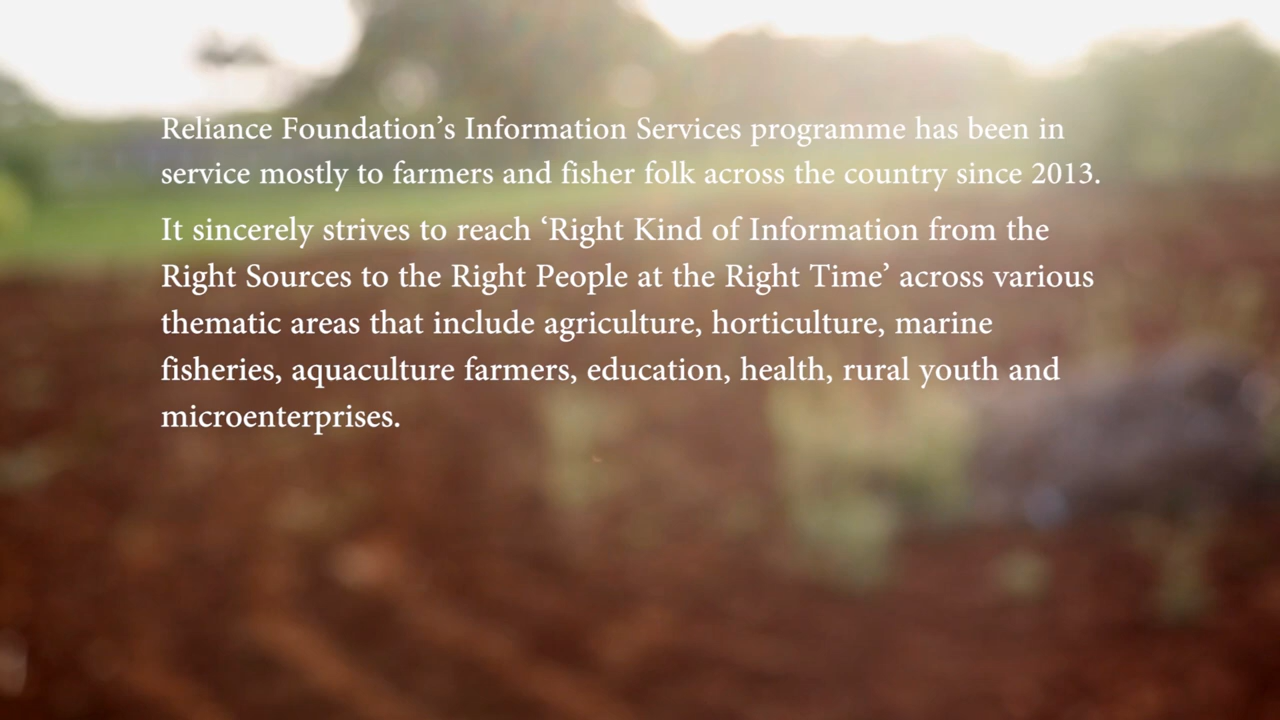 Reliance Foundation’s Information Services programme has been in
service mostly to farmers and fisher folk across the country since 2013.
It sincerely strives to reach ‘Right Kind of Information from the
Right Sources to the Right People at the Right Time’ across various
thematic areas that include agriculture, horticulture, marine
fisheries, aquaculture farmers, education, health, rural youth and
microenterprises.